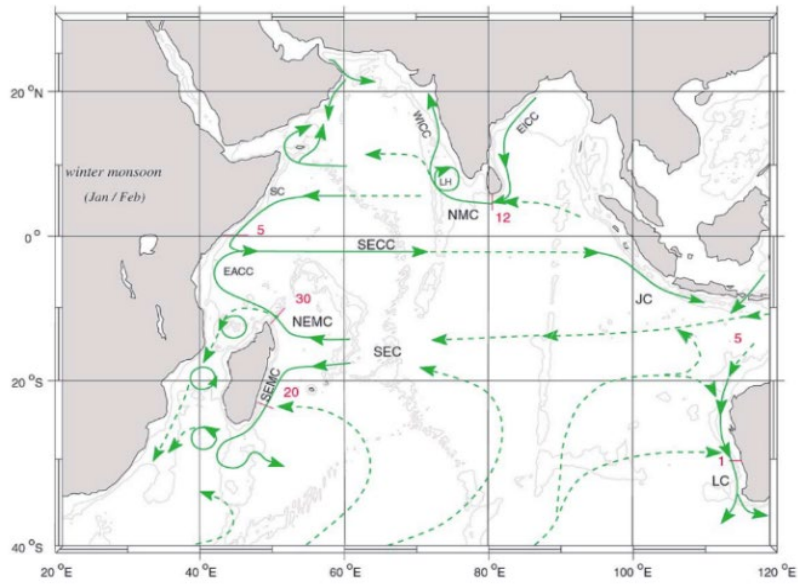 20 °N
WICC
EICC
winter monsoon
(Jan / Feb)
LH
SC
NMC
12
5
0°
SECC
EACC
30
JC
NEMC
SEC
5
20 °S
SEMC
20
1
LC
40 °S
20 °E
40 °E
60 °E
80 °E
100 °E
120 °E